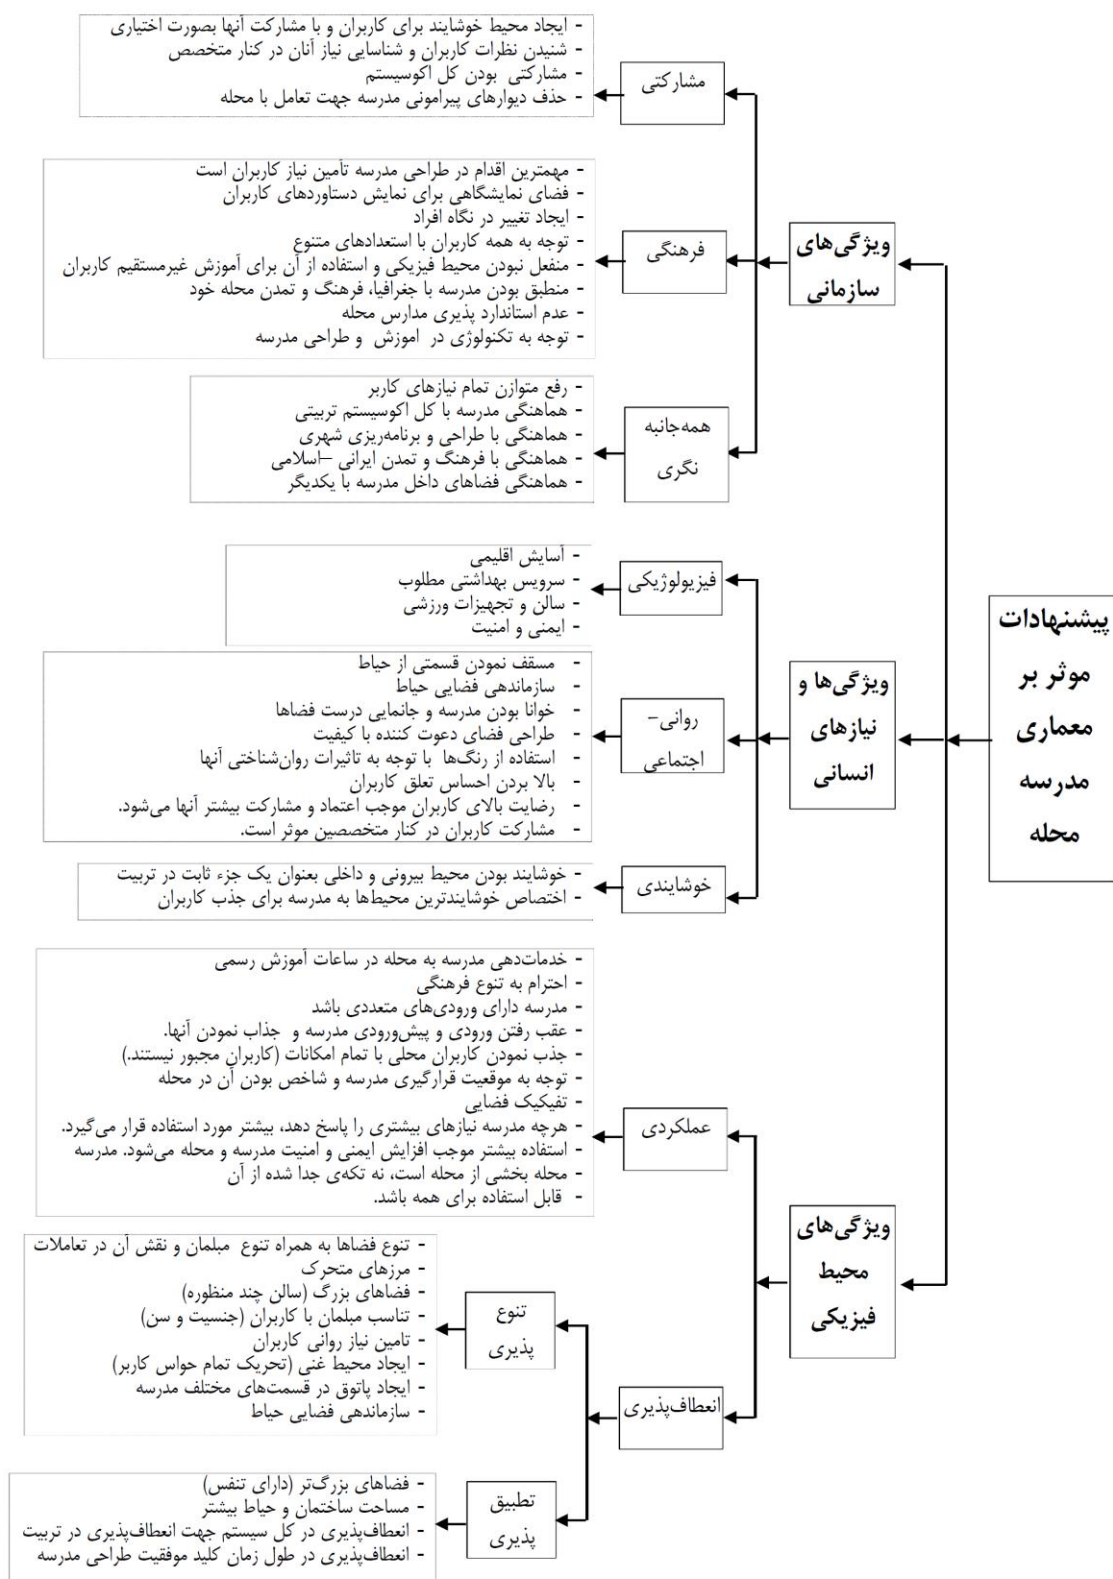 پیشنهادات
موثر بر
معماری
مدرسه
محله
ویژگی‌های
سازمانی
مشارکتی
- ایجاد محیط خوشایند برای کاربران و با مشارکت آنها بصورت اختیاری
- شنیدن نظرات کاربران و شناسایی نیاز آنان در کنار متخصص
- مشارکتی بودن کل اکوسیستم
- حذف دیوارهای پیرامونی مدرسه جهت تعامل با محله
فرهنگی
- مهمترین اقدام در طراحی مدرسه تأمین نیاز کاربران است
- فضای نمایشگاهی برای نمایش دستاوردهای کاربران
- ایجاد تغییر در نگاه افراد
- توجه به همه کاربران با استعدادهای متنوع
- منفعل نبودن محیط فیزیکی و استفاده از آن برای آموزش غیرمستقیم کاربران
- منطبق بودن مدرسه با جغرافیا، فرهنگ و تمدن محله خود
- عدم استاندارد پذیری مدارس محله
- توجه به تکنولوژی در اموزش و طراحی مدرسه
همه‌جانبه
نگری
- رفع متوازن تمام نیازهای کاربر
- هماهنگی مدرسه با کل اکوسیستم تربیتی
- هماهنگی با طراحی و برنامه‌ریزی شهری
- هماهنگی با فرهنگ و تمدن ایرانی –اسلامی
- هماهنگی فضاهای داخل مدرسه با یکدیگر
ویژگی‌ها و
نیازهای
انسانی
فیزیولوژیکی
- آسایش اقلیمی
- سرویس بهداشتی مطلوب
- سالن و تجهیزات ورزشی
- ایمنی و امنیت
روانی-
اجتماعی
- مسقف نمودن قسمتی از حیاط
- سازماندهی فضایی حیاط
- خوانا بودن مدرسه و جانمایی درست فضاها
- طراحی فضای دعوت کننده با کیفیت
- استفاده از رنگ‌ها با توجه به تاثیرات روان‌شناختی آنها
- بالا بردن احساس تعلق کاربران
- رضایت بالای کاربران موجب اعتماد و مشارکت بیشتر آنها می‌شود.
- مشارکت کاربران در کنار متخصصین موثر است.
خوشایندی
- خوشایند بودن محیط بیرونی و داخلی بعنوان یک جزء ثابت در تربیت
- اختصاص خوشایندترین محیط‌ها به مدرسه برای جذب کاربران
ویژگی‌های
محیط
فیزیکی
عملکردی
- خدمات‌دهی مدرسه به محله در ساعات آموزش رسمی
- احترام به تنوع فرهنگی
- مدرسه دارای ورودی‌های متعددی باشد
- عقب رفتن ورودی و پیش‌ورودی مدرسه و جذاب نمودن آنها.
- جذب نمودن کاربران محلی با تمام امکانات (کاربران مجبور نیستند.)
- توجه به موقعیت قرارگیری مدرسه و شاخص بودن آن در محله
- تفیکیک فضایی
- هرچه مدرسه نیازهای بیشتری را پاسخ دهد، بیشتر مورد استفاده قرار می‌گیرد.
- استفاده بیشتر موجب افزایش ایمنی و امنیت مدرسه و محله می‌شود. مدرسه
- محله بخشی از محله است، نه تکه‌ی جدا شده از آن
- قابل استفاده برای همه باشد.
انعطاف‌پذیری
تنوع
پذیری
- تنوع فضاها به همراه تنوع مبلمان و نقش آن در تعاملات
- مرزهای متحرک
- فضاهای بزرگ (سالن چند منظوره)
- تناسب مبلمان با کاربران (جنسیت و سن)
- تامین نیاز روانی کاربران
- ایجاد محیط غنی (تحریک تمام حواس کاربر)
- ایجاد پاتوق در قسمت‌های مختلف مدرسه
- سازماندهی فضایی حیاط
تطبیق
پذیری
- فضاهای بزرگ‌تر (دارای تنفس)
- مساحت ساختمان و حیاط بیشتر
- انعطاف‌پذیری در کل سیستم جهت انعطاف‌پذیری در تربیت
- انعطاف‌پذیری در طول زمان کلید موفقیت طراحی مدرسه